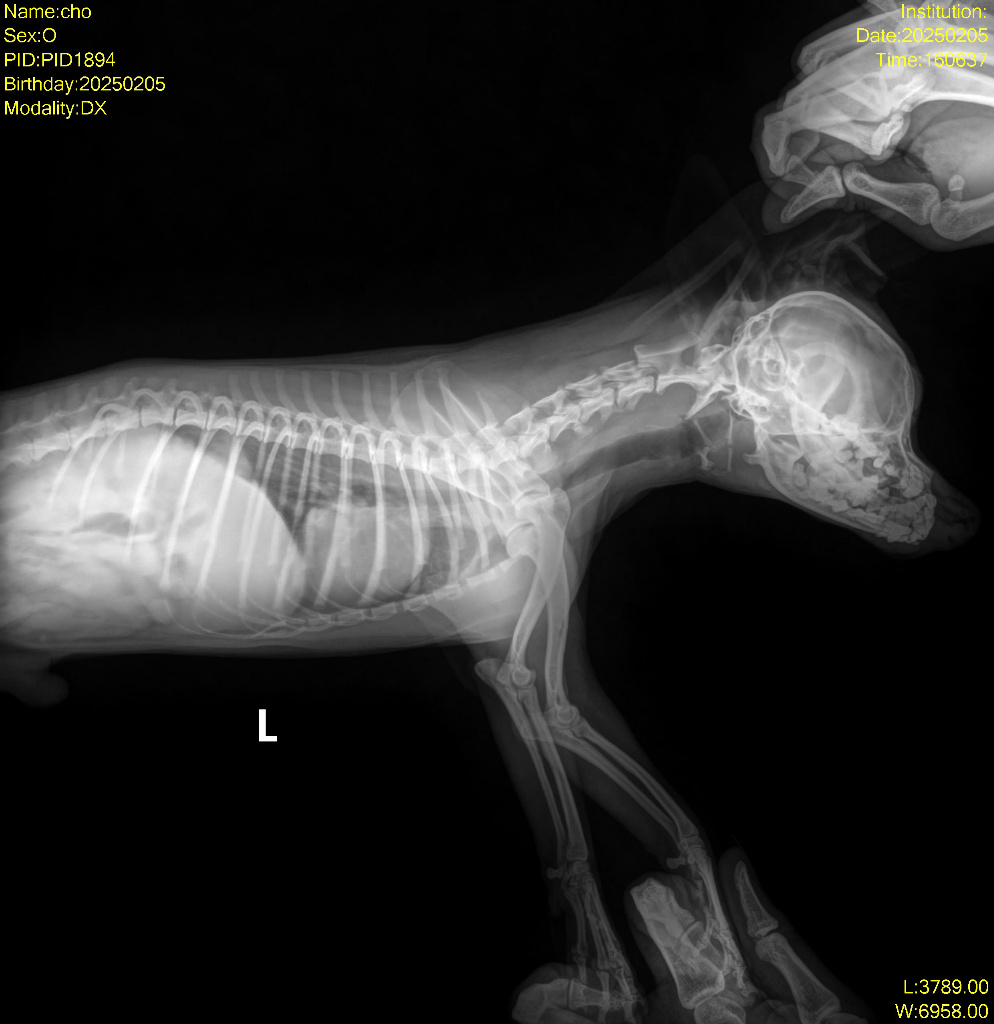 Name:cho
Sex:O
PID:PID1894
Birthday:20250205
Modality:DX
Institution:
Date:20250205
Time:160637
L
L:3789.00
W:6958.00